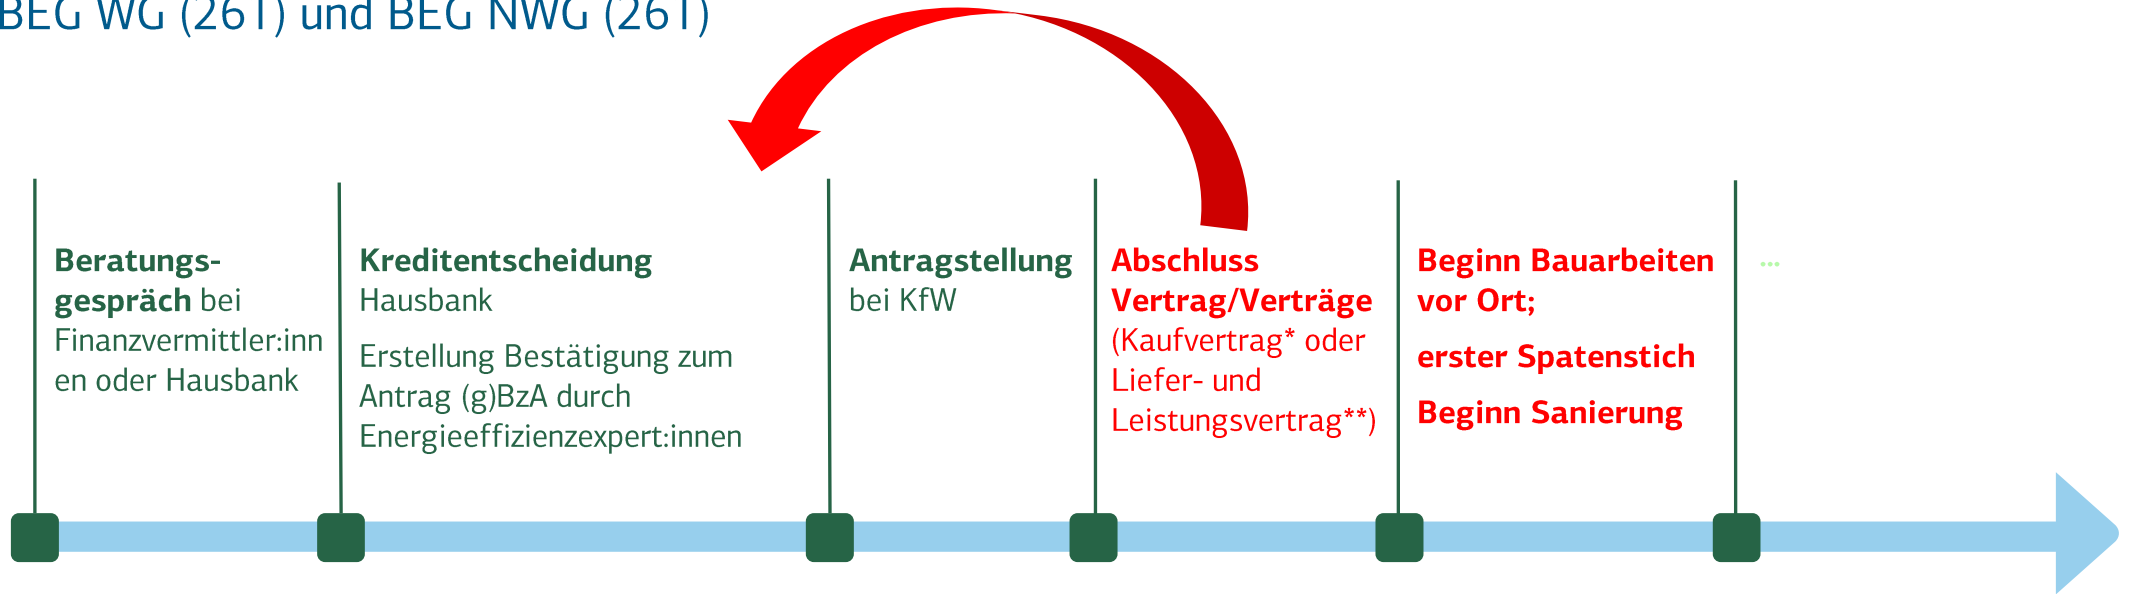 BEG WG (261) und BEG NWG (261)
Beratungs-
gespräch bei
Finanzvermittler:inn
en oder Hausbank
Kreditentscheidung
Hausbank
Erstellung Bestätigung zum
Antrag (g)BzA durch
Energieeffizienzexpert:innen
Antragstellung
bei KfW
Abschluss
Vertrag/Verträge
(Kaufvertrag* oder
Liefer- und
Leistungsvertrag**)
Beginn Bauarbeiten
vor Ort;
erster Spatenstich
Beginn Sanierung
...